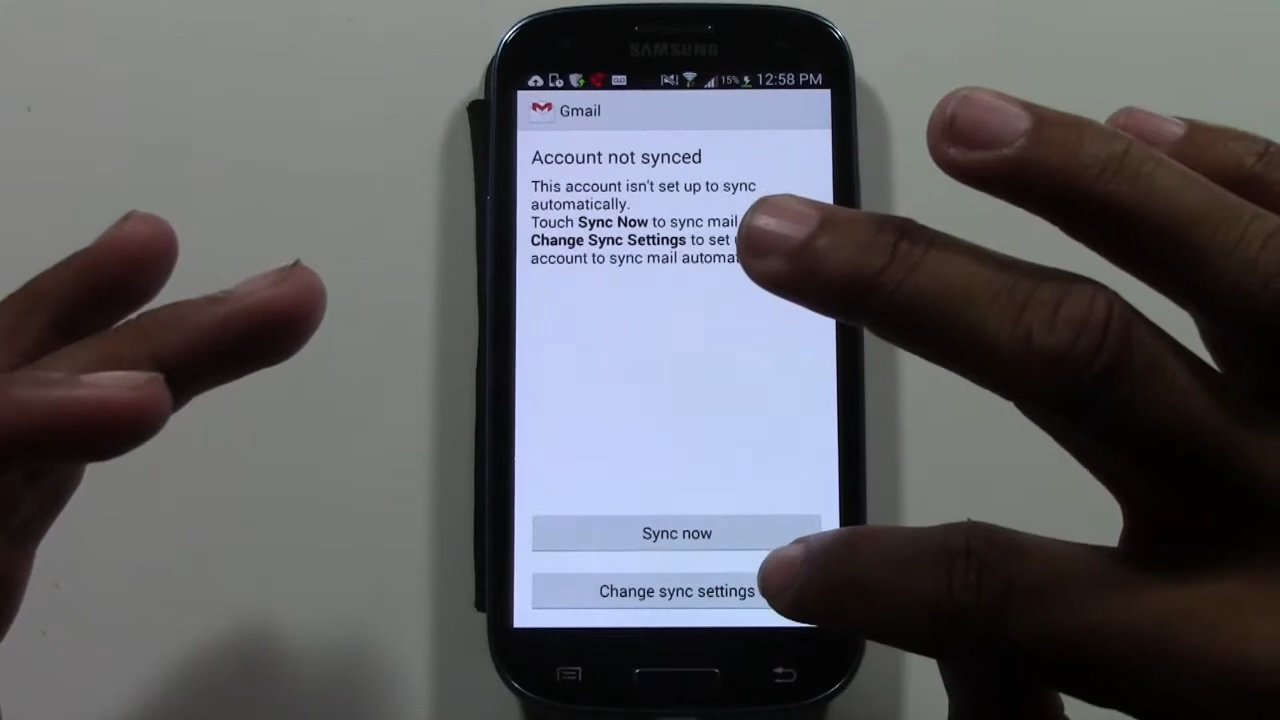 SAMSUNG
15% 12:58 PM
Gmail
Account not synced
This account isn't set up to sync
automatically.
Touch Sync Now to sync mail
Change Sync Settings to set
account to sync mail
Sync now
Change sync settings